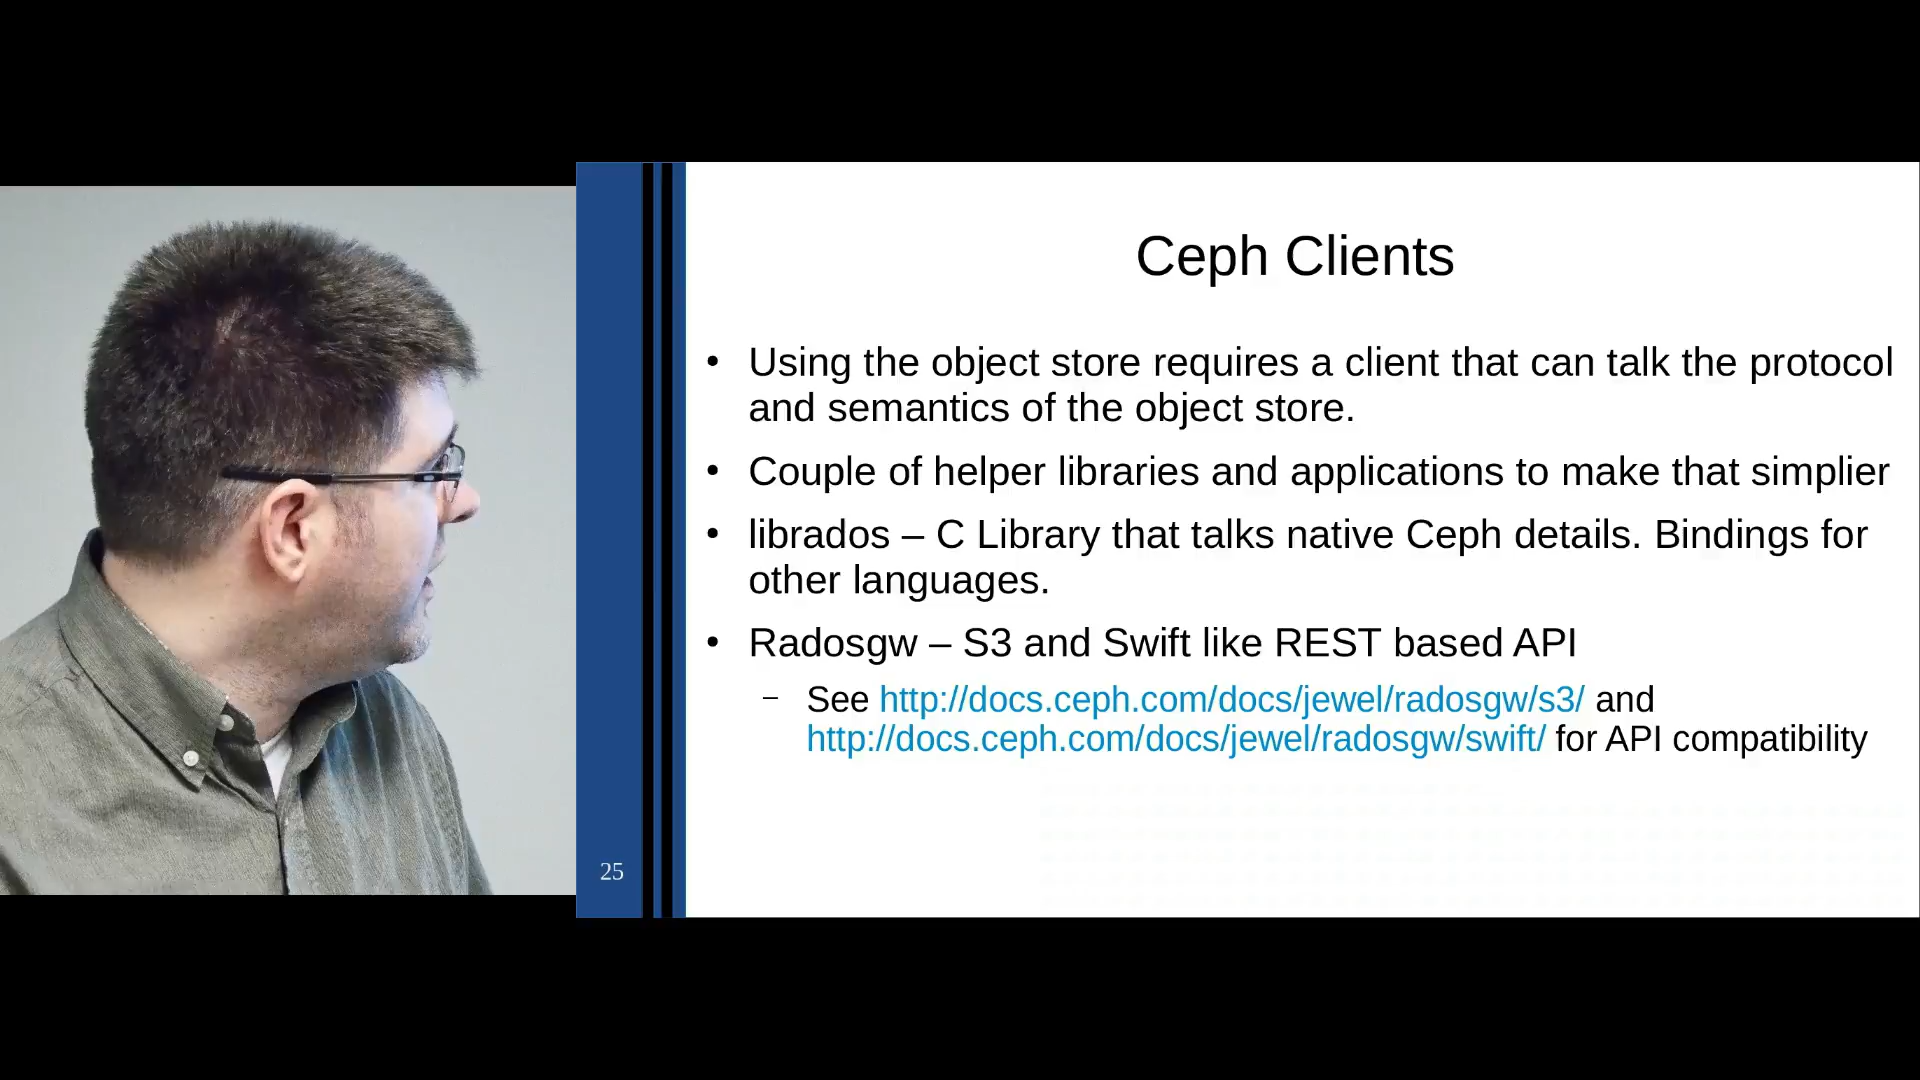 Ceph Clients
• Using the object store requires a client that can talk the protocol
and semantics of the object store.
• Couple of helper libraries and applications to make that simplier
• librados – C Library that talks native Ceph details. Bindings for
other languages.
• Radosgw – S3 and Swift like REST based API
– See http://docs.ceph.com/docs/jewel/radosgw/s3/ and
http://docs.ceph.com/docs/jewel/radosgw/swift/ for API compatibility
25